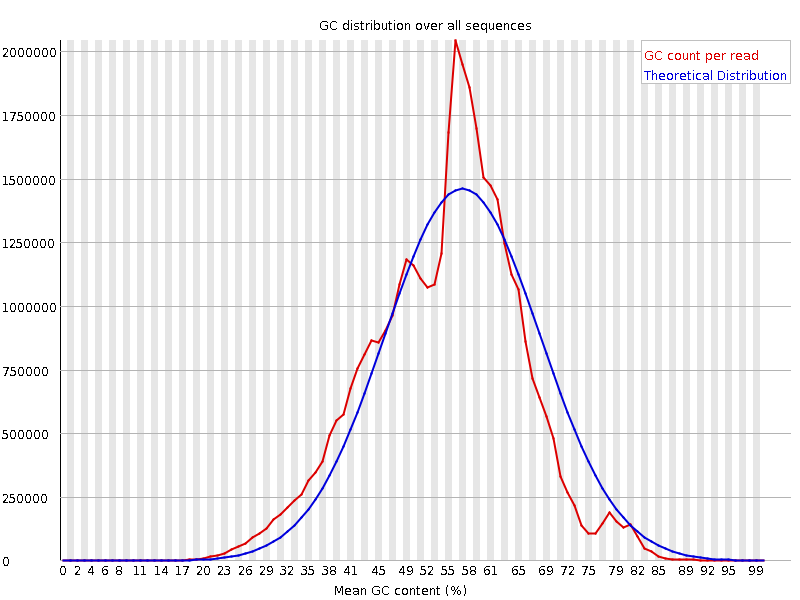 GC distribution over all sequences
GC count per read
Theoretical Distribution
2000000
1750000
1500000
1250000
1000000
750000
500000
250000
0
0 2 4 6 8 11 14 17 20 23 26 29 32 35 38 41 45 49 52 55 58 61 65 69 72 75 79 82 85 89 92 95 99
Mean GC content (%)